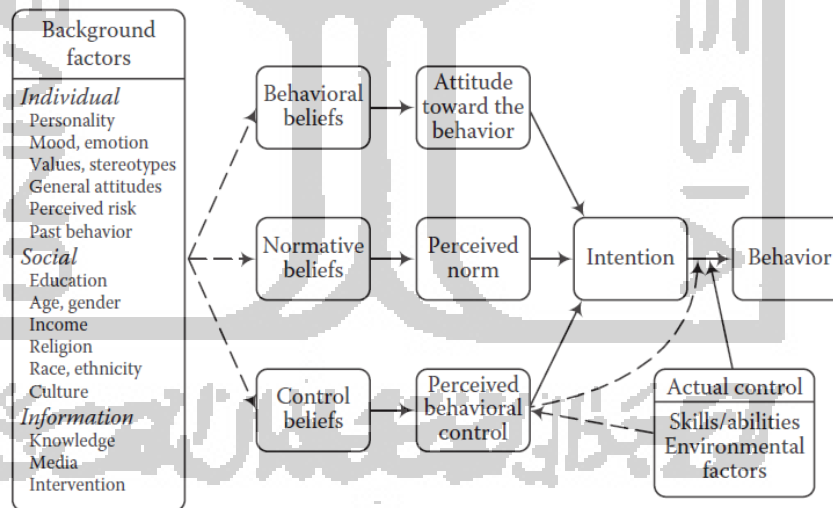 Background
factors
Individual
Personality
Mood, emotion
Values, stereotypes
General attitudes
Perceived risk
Past behavior
Social
Education
Age, gender
Income
Religion
Race, ethnicity
Culture
Information
Knowledge
Media
Intervention
Behavioral
beliefs
Attitude
toward the
behavior
Normative
beliefs
Perceived
norm
Intention
Behavior
Control
beliefs
Perceived
behavioral
control
Actual control
Skills/abilities
Environmental
factors